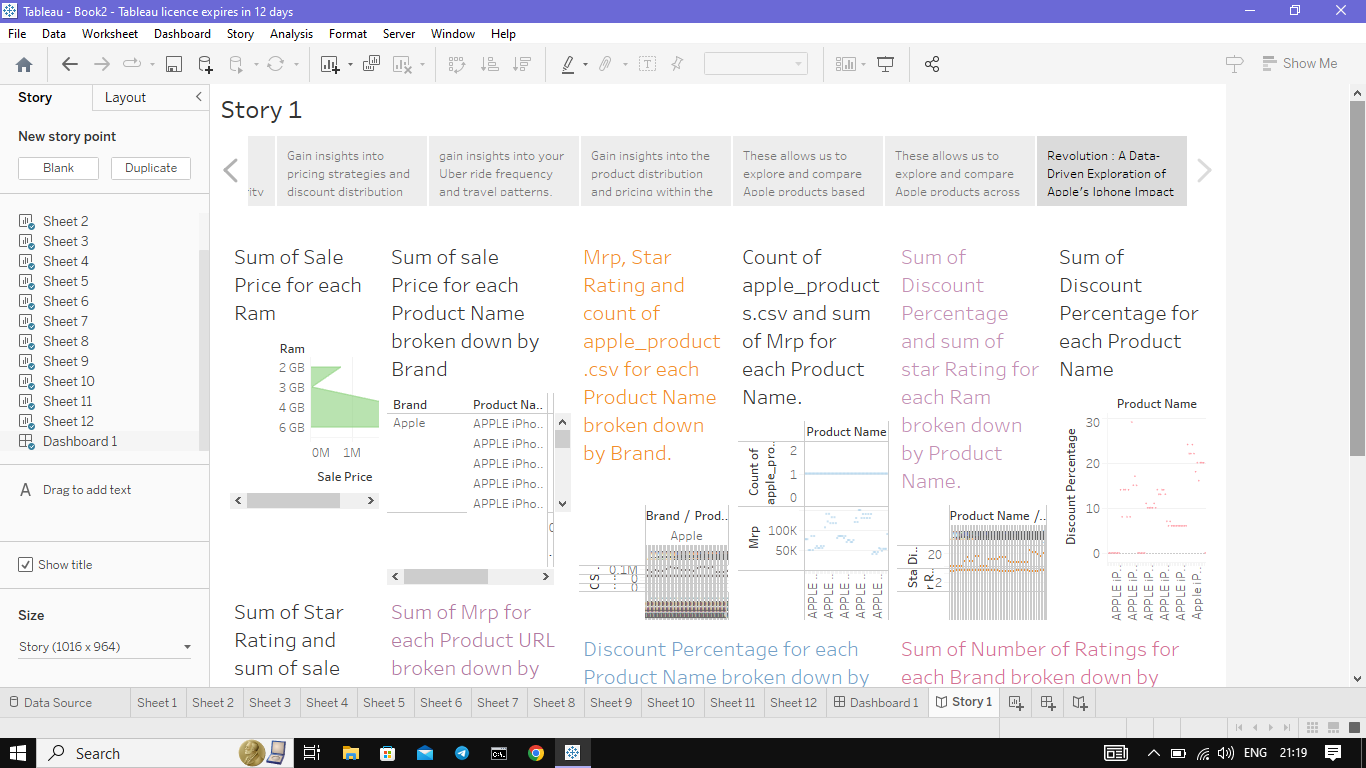 Tableau - Book2 - Tableau licence expires in 12 days
File Data Worksheet Dashboard Story Analysis Format Server Window Help
Show Me
Story Layout
New story point
Blank Duplicate
Sheet 2
Sheet 3
Sheet 4
Sheet 5
Sheet 6
Sheet 7
Sheet 8
Sheet 9
Sheet 10
Sheet 11
Sheet 12
Dashboard 1
A Drag to add text
Show title
Size
Story (1016 x 964)
Story 1
Gain insights into
pricing strategies and
discount distribution
gain insights into your
Uber ride frequency
and travel patterns.
Gain insights into the
product distribution
and pricing within the
These allows us to
explore and compare
Apple products based
These allows us to
explore and compare
Apple products across
Revolution : A Data-
Driven Exploration of
Apple's Iphone Impact
Sum of Sale
Price for each
Ram
Ram
2 GB
3 GB
4 GB
6 GB
0M 1M
Sale Price
Sum of sale
Price for each
Product Name
broken down by
Brand
Brand Product Na..
Apple APPLE iPho..
APPLE iPho..
APPLE iPho..
APPLE iPho..
APPLE iPho..
Mrp, Star
Rating and
count of
apple_product
.csv for each
Product Name
broken down
by Brand.
Brand / Prod..
Apple
0.1M
0
0
Count of
apple_product
s.csv and sum
of Mrp for
each Product
Name.
Product Name
Count of
apple_pro..
2
1
0
Mrp
100K
50K
APPLE ..
APPLE ..
APPLE ..
APPLE ..
APPLE ..
Sum of
Discount
Percentage
and sum of
star Rating for
each Ram
broken down
by Product
Name.
Product Name /..
Di..
20
Sta
r R..
2
Sum of
Discount
Percentage for
each Product
Name
Product Name
Discount Percentage
30
20
10
0
APPLE iP..
APPLE iP..
APPLE iP..
APPLE iP..
APPLE iP..
Apple iP..
Sum of Star
Rating and
sum of sale
Sum of Mrp for
each Product URL
broken down by
Discount Percentage for each
Product Name broken down by
Sum of Number of Ratings for
each Brand broken down by
Data Source Sheet 1 Sheet 2 Sheet 3 Sheet 4 Sheet 5 Sheet 6 Sheet 7 Sheet 8 Sheet 9 Sheet 10 Sheet 11 Sheet 12 Dashboard 1 Story 1
Search
ENG 21:19